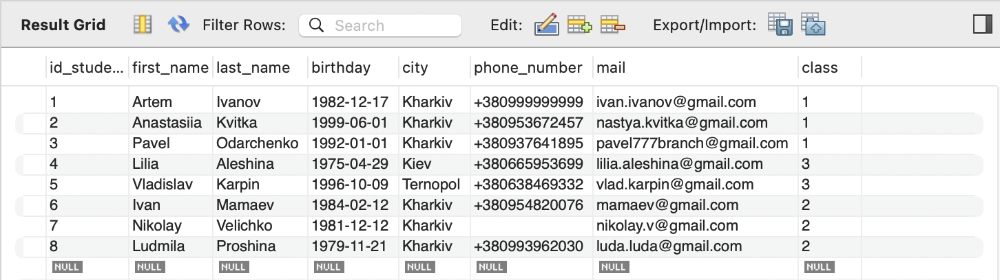 Result Grid Filter Rows: Search Edit: Export/Import:
id_stude... first_name last_name birthday city phone_number mail class
1 Artem Ivanov 1982-12-17 Kharkiv +380999999999 ivan.ivanov@gmail.com 1
2 Anastasiia Kvitka 1999-06-01 Kharkiv +380953672457 nastya.kvitka@gmail.com 1
3 Pavel Odarchenko 1992-01-01 Kharkiv +380937641895 pavel777branch@gmail.com 1
4 Lilia Aleshina 1975-04-29 Kiev +380665953699 lilia.aleshina@gmail.com 3
5 Vladislav Karpin 1996-10-09 Ternopol +380638469332 vlad.karpin@gmail.com 3
6 Ivan Mamaev 1984-02-12 Kharkiv +380954820076 mamaev@gmail.com 2
7 Nikolay Velichko 1981-12-12 Kharkiv nikolay.v@gmail.com 2
8 Ludmila Proshina 1979-11-21 Kharkiv +380993962030 luda.luda@gmail.com 2
NULL NULL NULL NULL NULL NULL NULL NULL